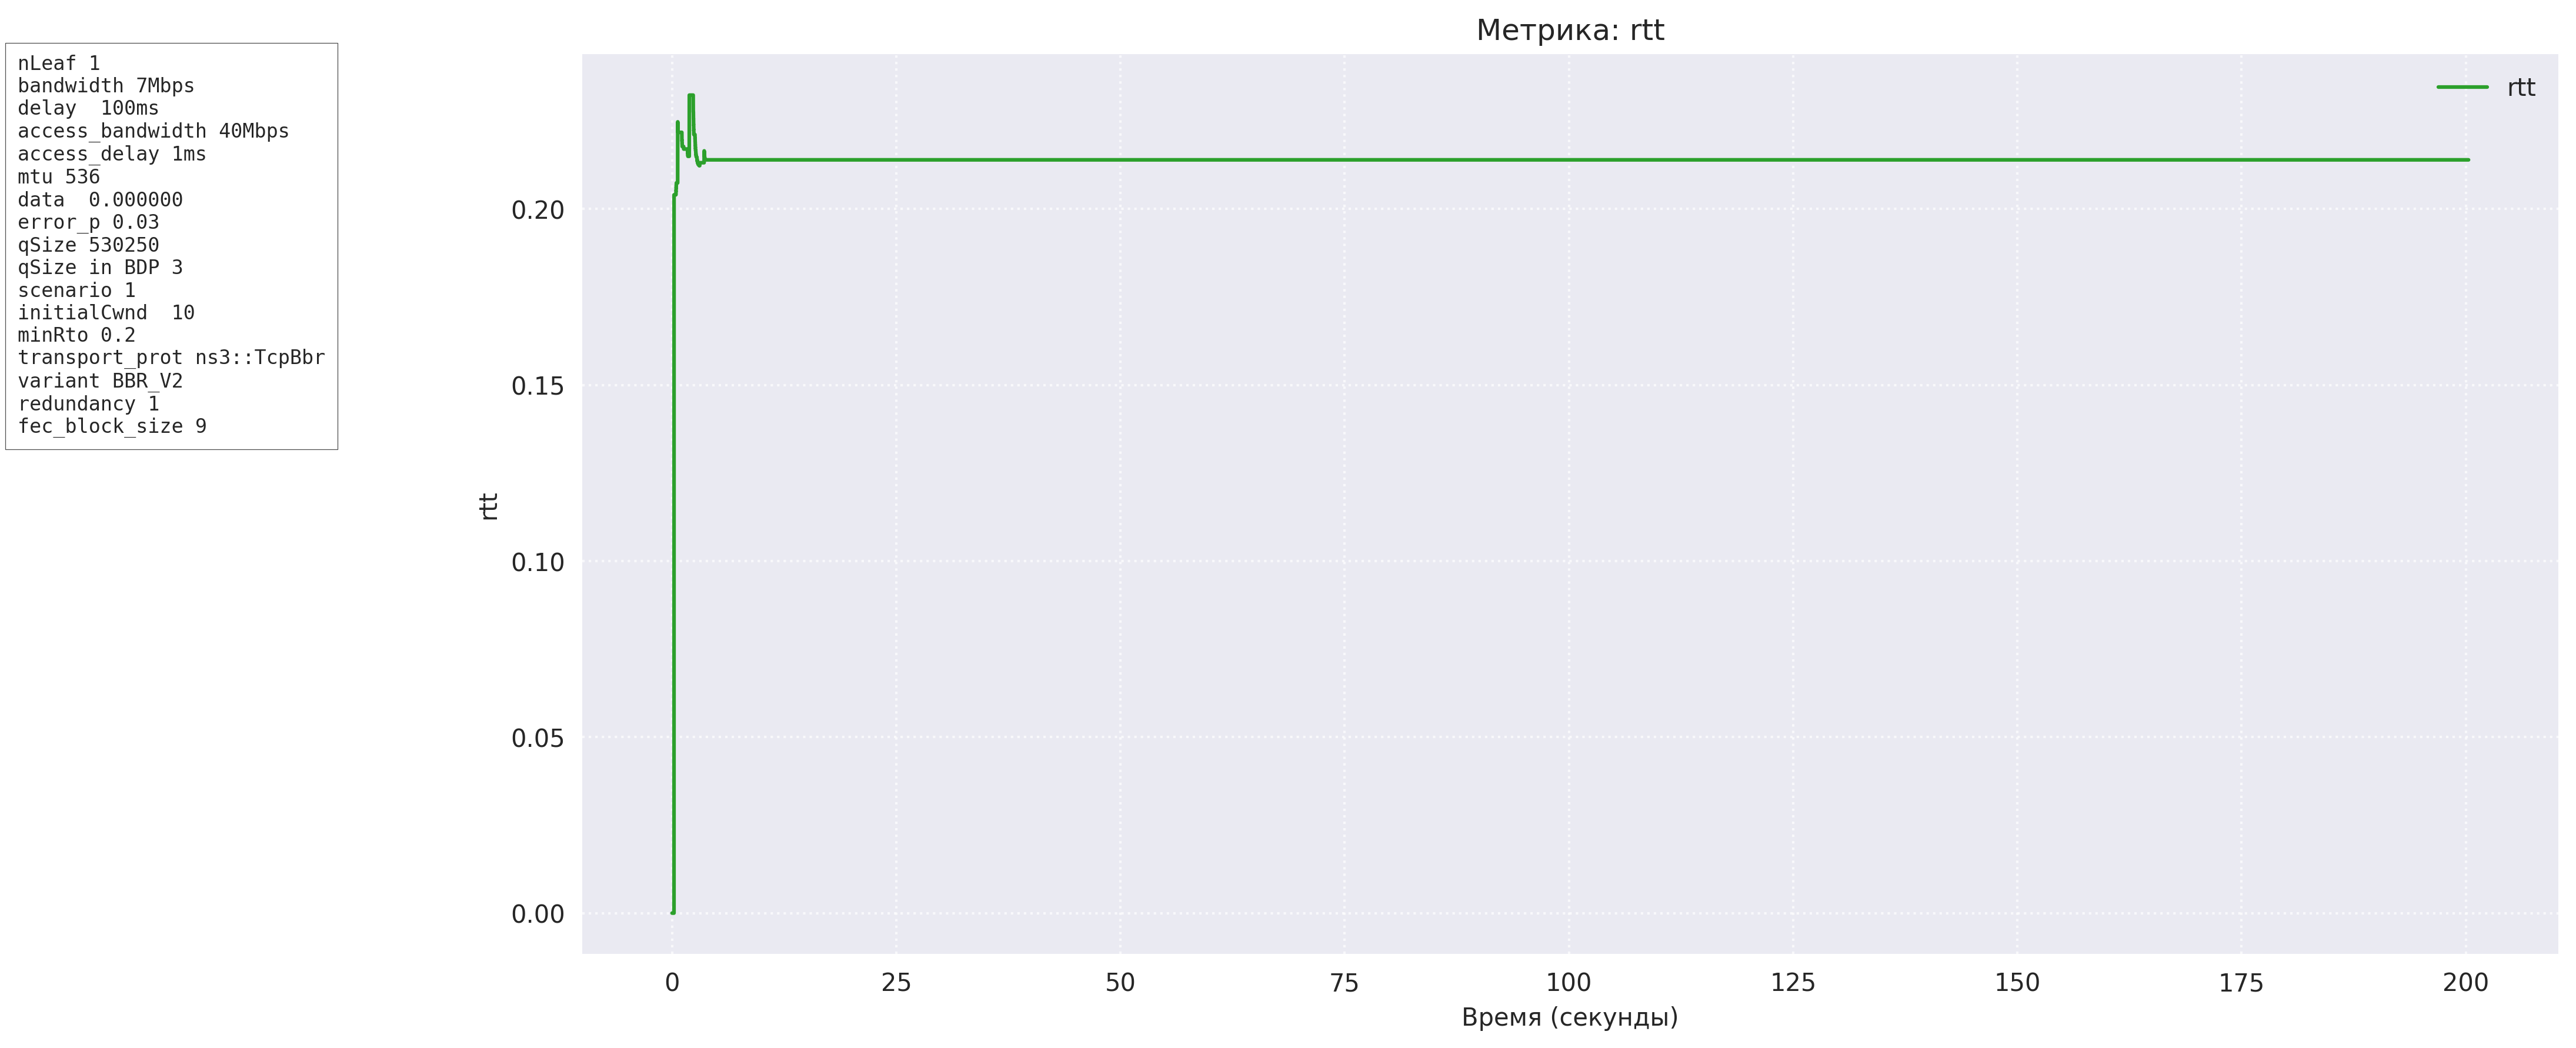 Метрика: rtt
nLeaf 1
bandwidth 7Mbps
delay  100ms
access_bandwidth 40Mbps
access_delay 1ms
mtu 536
data  0.000000
error_p 0.03
qSize 530250
qSize in BDP 3
scenario 1
initialCwnd  10
minRto 0.2
transport_prot ns3::TcpBbr
variant BBR_V2
redundancy 1
fec_block_size 9
rtt
rtt
0.20
0.15
0.10
0.05
0.00
0 25 50 75 100 125 150 175 200
Время (секунды)